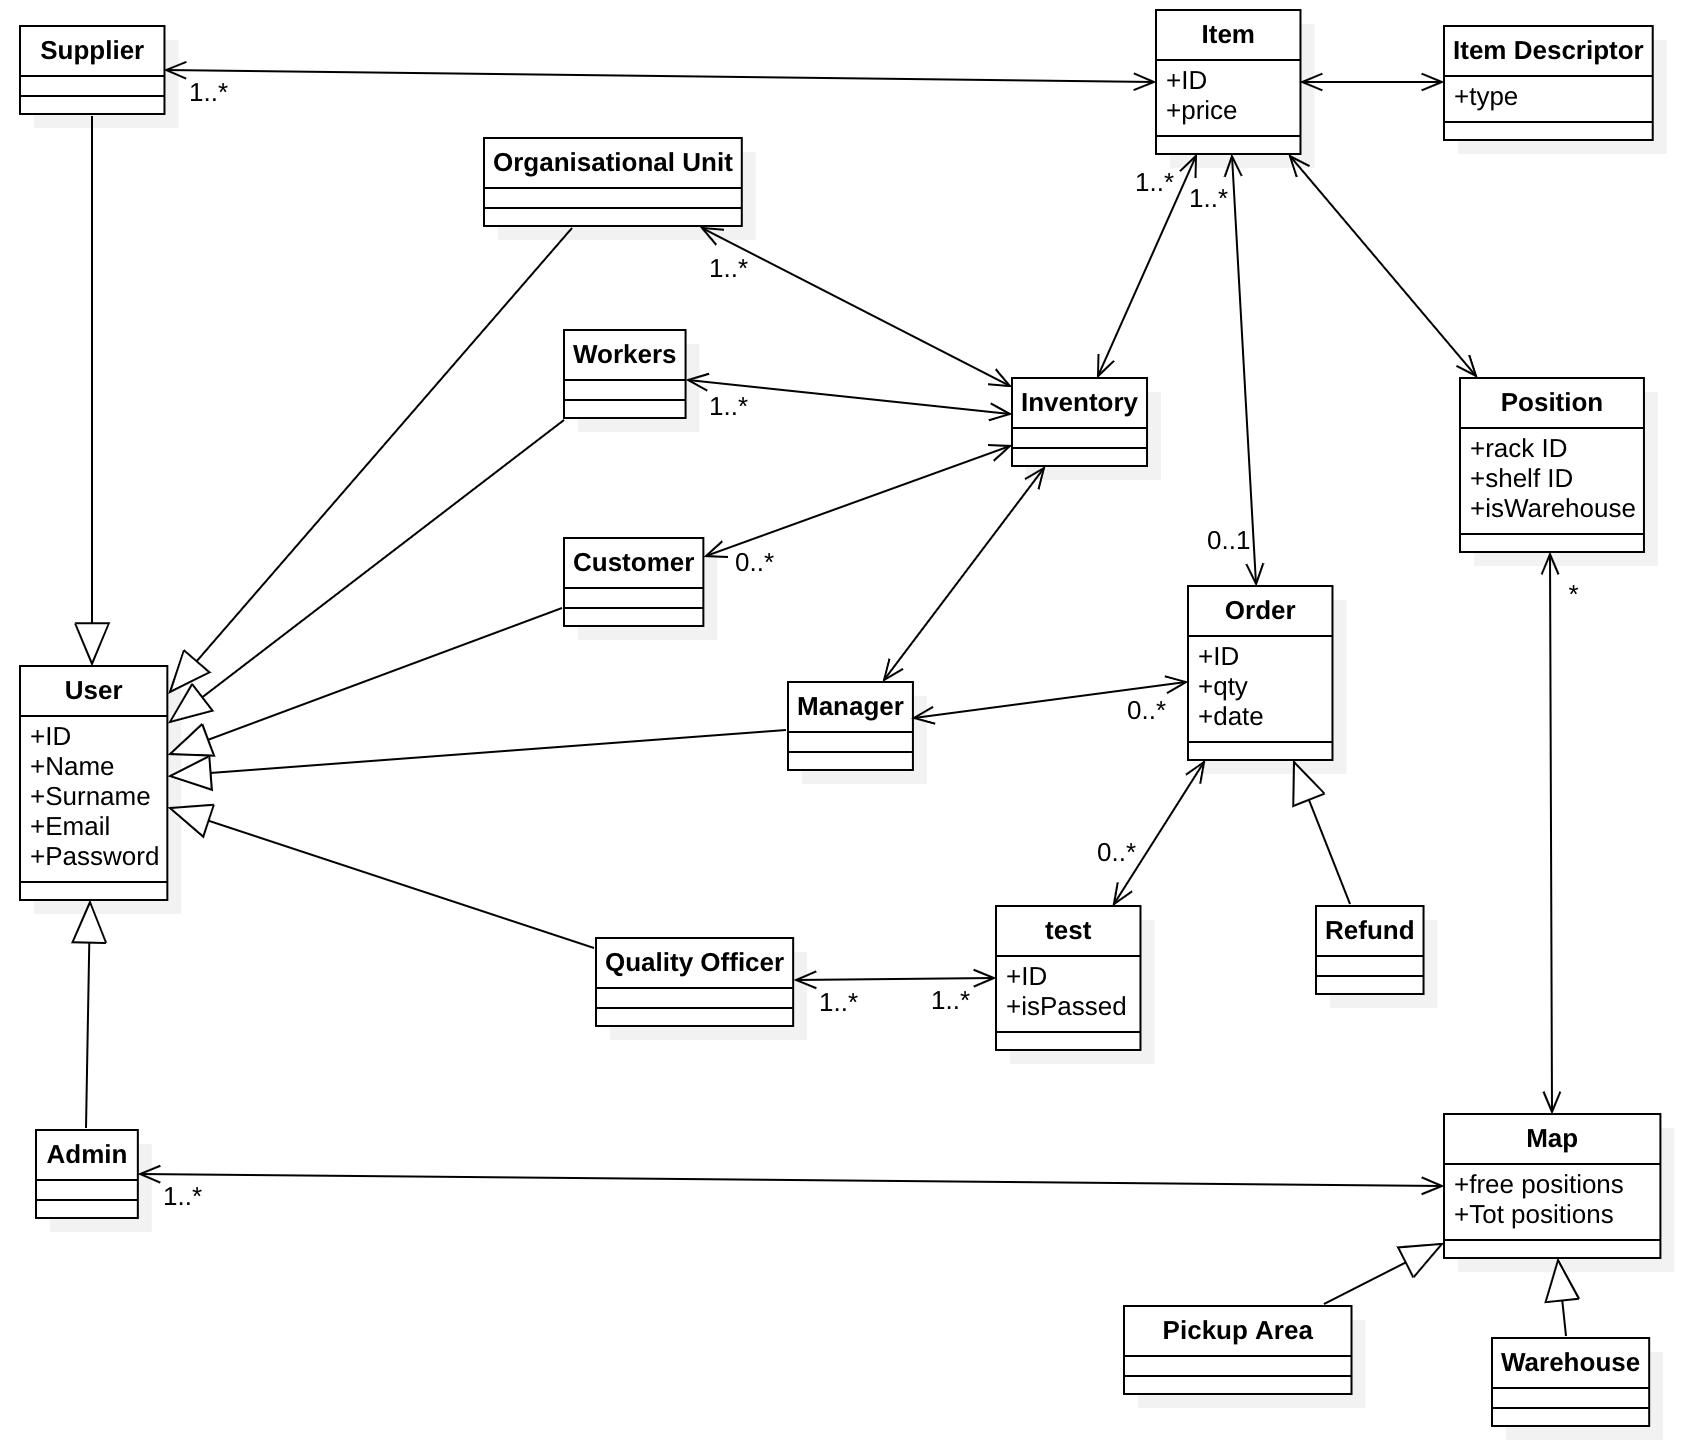 Supplier
1..*
Item
+ID
+price
Item Descriptor
+type
Organisational Unit
1..*
1..*
1..*
Workers
1..*
Inventory
Position
+rack ID
+shelf ID
+isWarehouse
*
Customer
0..*
0..1
Order
+ID
+qty
+date
0..*
User
+ID
+Name
+Surname
+Email
+Password
Manager
0..*
test
+ID
+isPassed
Refund
Quality Officer
1..*
1..*
Admin
1..*
Map
+free positions
+Tot positions
Pickup Area
Warehouse